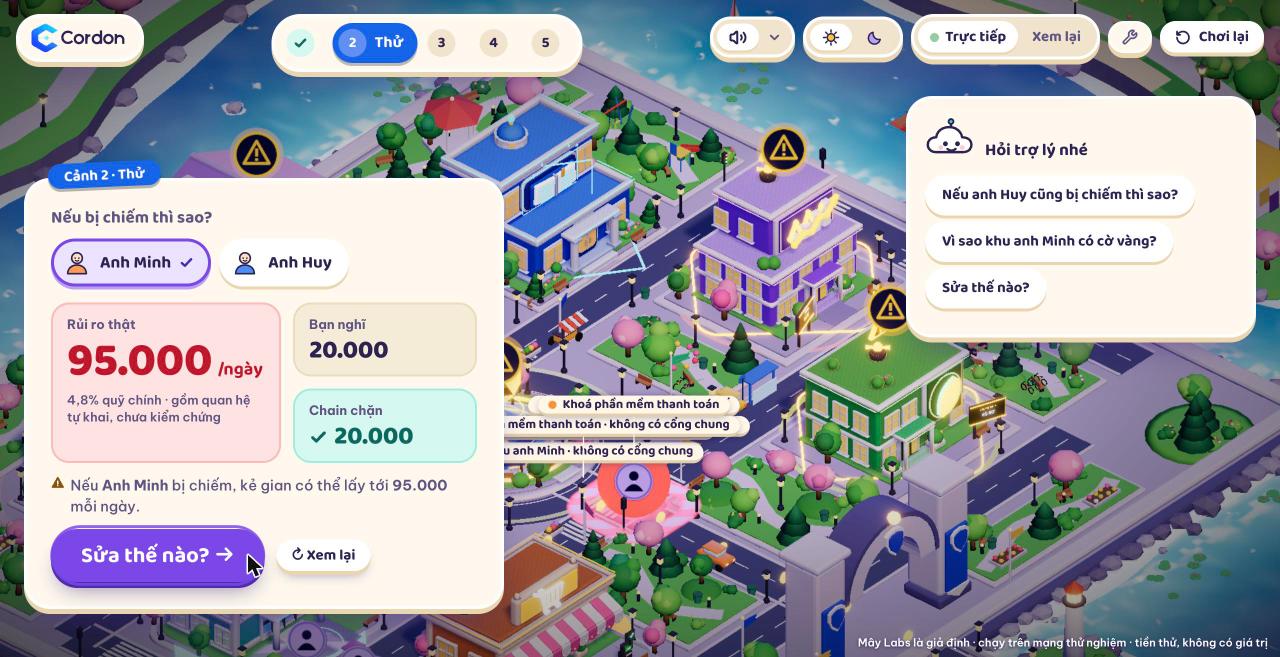 Cordon
2 Thử 3 4 5
Trực tiếp Xem lại
Chơi lại
Cảnh 2 · Thử
Nếu bị chiếm thì sao?
Anh Minh
Anh Huy
Rủi ro thật
95.000 /ngày
4,8% quỹ chính · gồm quan hệ
tự khai, chưa kiểm chứng
Bạn nghĩ
20.000
Chain chặn
20.000
Nếu Anh Minh bị chiếm, kẻ gian có thể lấy tới 95.000
mỗi ngày.
Sửa thế nào?
Xem lại
Hỏi trợ lý nhé
Nếu anh Huy cũng bị chiếm thì sao?
Vì sao khu anh Minh có cờ vàng?
Sửa thế nào?
Khoá phần mềm thanh toán
mềm thanh toán · không có cổng chung
anh Minh · không có cổng chung
Mây Labs là giả định · chạy trên mạng thử nghiệm · tiền thử, không có giá trị